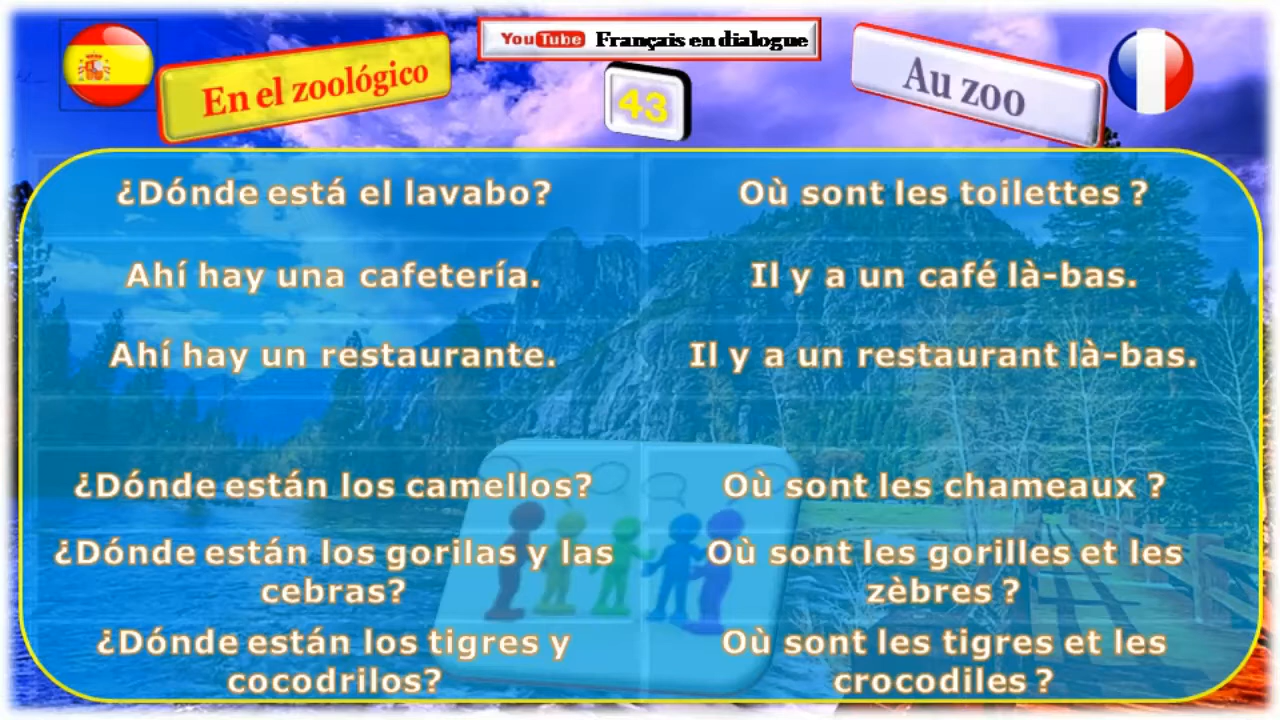 YouTube Français en dialogue
En el zoológico
43
Au zoo
¿Dónde está el lavabo?
Où sont les toilettes ?
Ahí hay una cafetería.
Il y a un café là-bas.
Ahí hay un restaurante.
Il y a un restaurant là-bas.
¿Dónde están los camellos?
Où sont les chameaux ?
¿Dónde están los gorilas y las
cebras?
Où sont les gorilles et les
zèbres ?
¿Dónde están los tigres y
cocodrilos?
Où sont les tigres et les
crocodiles ?